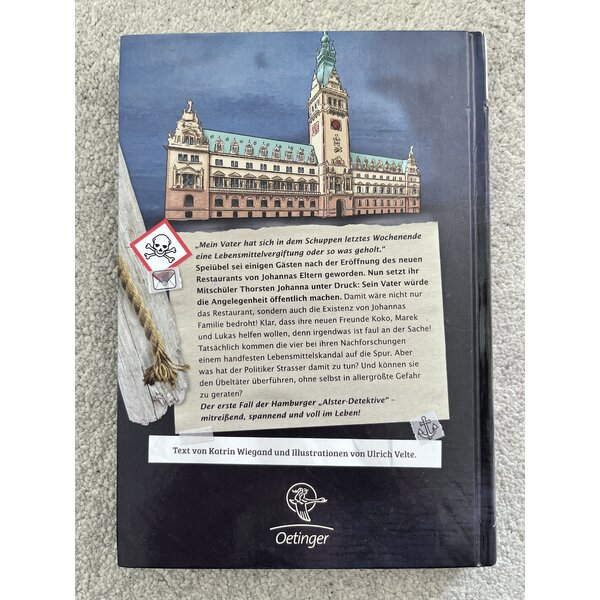 „Mein Vater hat sich in dem Schuppen letztes Wochenende
eine Lebensmittelvergiftung oder so was geholt.“
Speiübel sei einigen Gästen nach der Eröffnung des neuen
Restaurants von Johannas Eltern geworden. Nun setzt ihr
Mitschüler Thorsten Johanna unter Druck: Sein Vater würde
die Angelegenheit öffentlich machen. Damit wäre nicht nur
das Restaurant, sondern auch die Existenz von Johannas
Familie bedroht! Klar, dass ihre neuen Freunde Koko, Marek
und Lukas helfen wollen, denn irgendwas ist faul an der Sache!
Tatsächlich kommen die vier bei ihren Nachforschungen
einem handfesten Lebensmittelskandal auf die Spur. Aber
was hat der Politiker Strasser damit zu tun? Und können sie
den Übeltäter überführen, ohne selbst in allergrößte Gefahr
zu geraten?
Der erste Fall der Hamburger „Alster-Detektive“ –
mitreißend, spannend und voll im Leben!
Text von Katrin Wiegand und Illustrationen von Ulrich Velte.
Oetinger